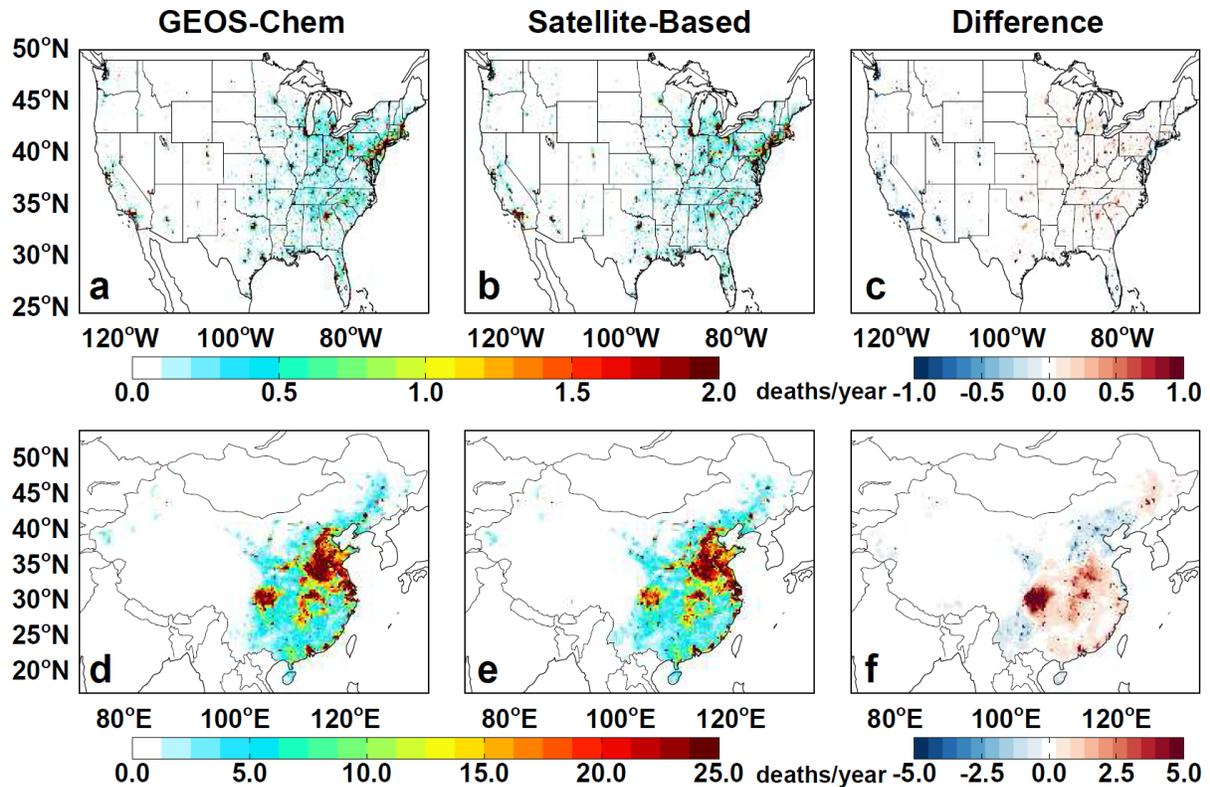 GEOS-Chem Satellite-Based Difference
50°N
45°N
40°N
35°N
30°N
25°N
a b c
120°W 100°W 80°W 120°W 100°W 80°W 120°W 100°W 80°W
0.0 0.5 1.0 1.5 2.0 deaths/year -1.0 -0.5 0.0 0.5 1.0
50°N
45°N
40°N
35°N
30°N
25°N
20°N
d e f
80°E 100°E 120°E 80°E 100°E 120°E 80°E 100°E 120°E
0.0 5.0 10.0 15.0 20.0 25.0 deaths/year -5.0 -2.5 0.0 2.5 5.0